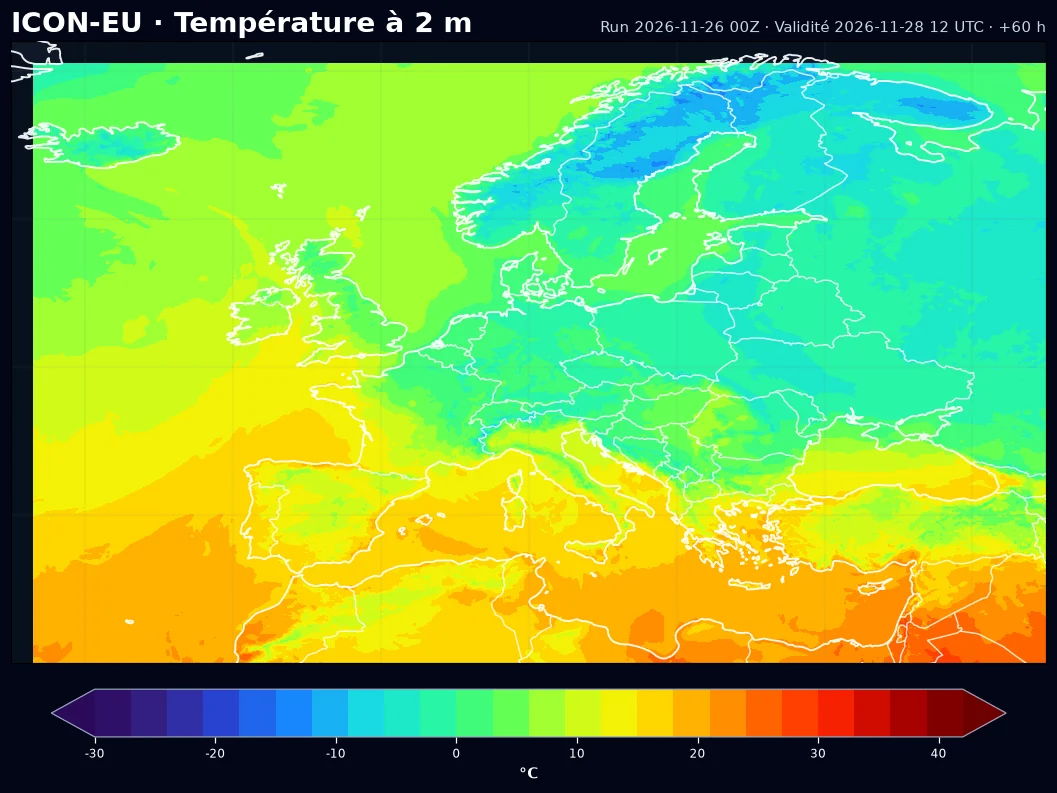 ICON-EU · Température à 2 m
Run 2026-11-26 00Z · Validité 2026-11-28 12 UTC · +60 h
-30 -20 -10 0 10 20 30 40
°C